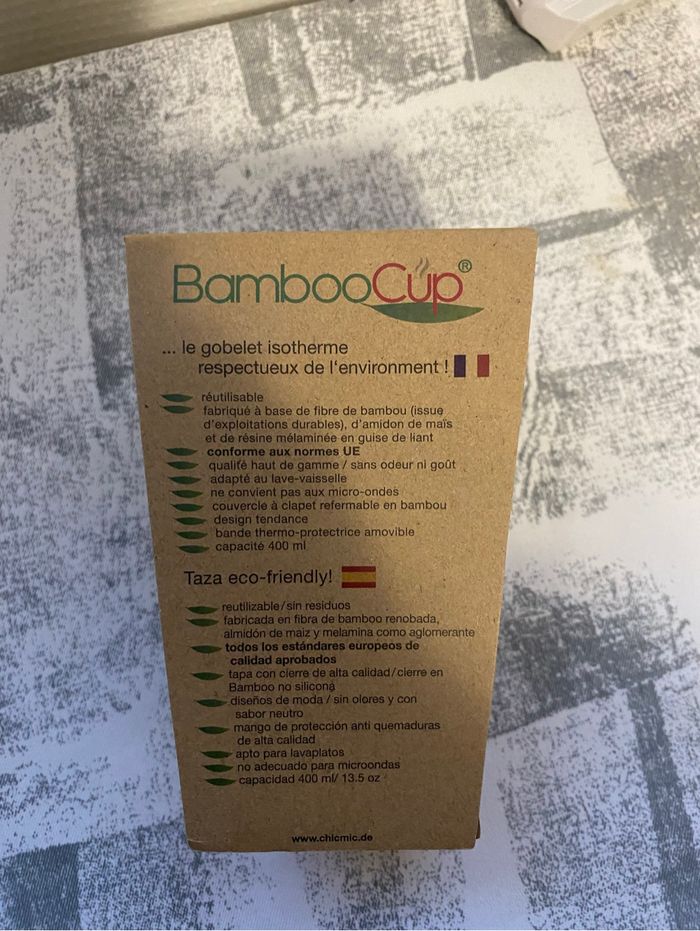 BambooCup®
... le gobelet isotherme
respectueux de l'environment !
réutilisable
fabriqué à base de fibre de bambou (issue
d'exploitations durables), d'amidon de maïs
et de résine mélaminée en guise de liant
conforme aux normes UE
qualité haut de gamme / sans odeur ni goût
adapté au lave-vaisselle
ne convient pas aux micro-ondes
couvercle à clapet refermable en bambou
design tendance
bande thermo-protectrice amovible
capacité 400 ml
Taza eco-friendly!
reutilizable/sin residuos
fabricada en fibra de bamboo renobada,
almidón de maiz y melamina como aglomerante
todos los estándares europeos de
calidad aprobados
tapa con cierre de alta calidad/cierre en
Bamboo no silicona
diseños de moda / sin olores y con
sabor neutro
mango de protección anti quemaduras
de alta calidad
apto para lavaplatos
no adecuado para microondas
capacidad 400 ml/ 13.5 oz
www.chicmic.de